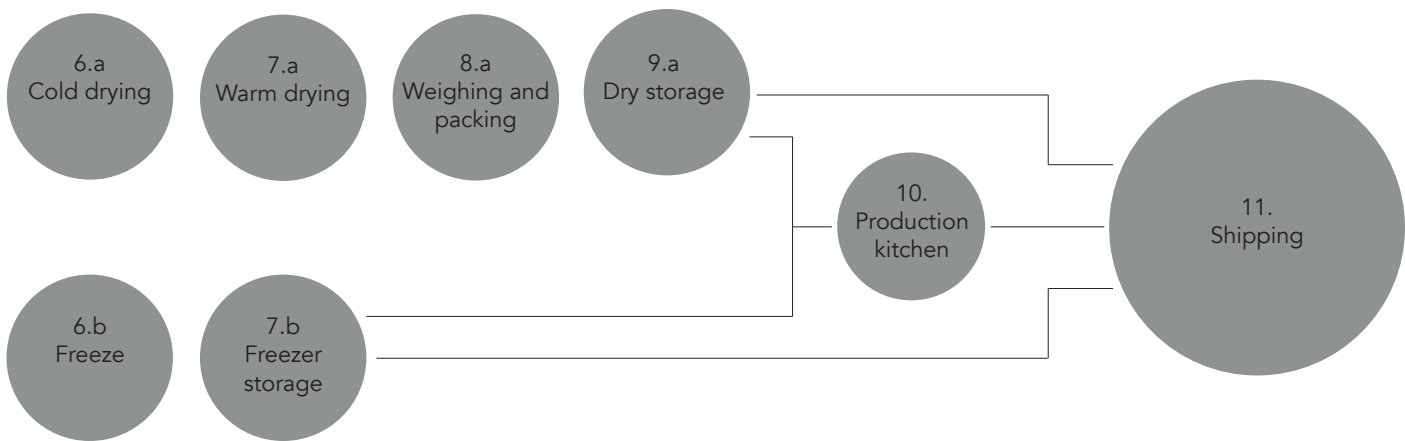 6.a
Cold drying
7.a
Warm drying
8.a
Weighing and
packing
9.a
Dry storage
10.
Production
kitchen
11.
Shipping
6.b
Freeze
7.b
Freezer
storage